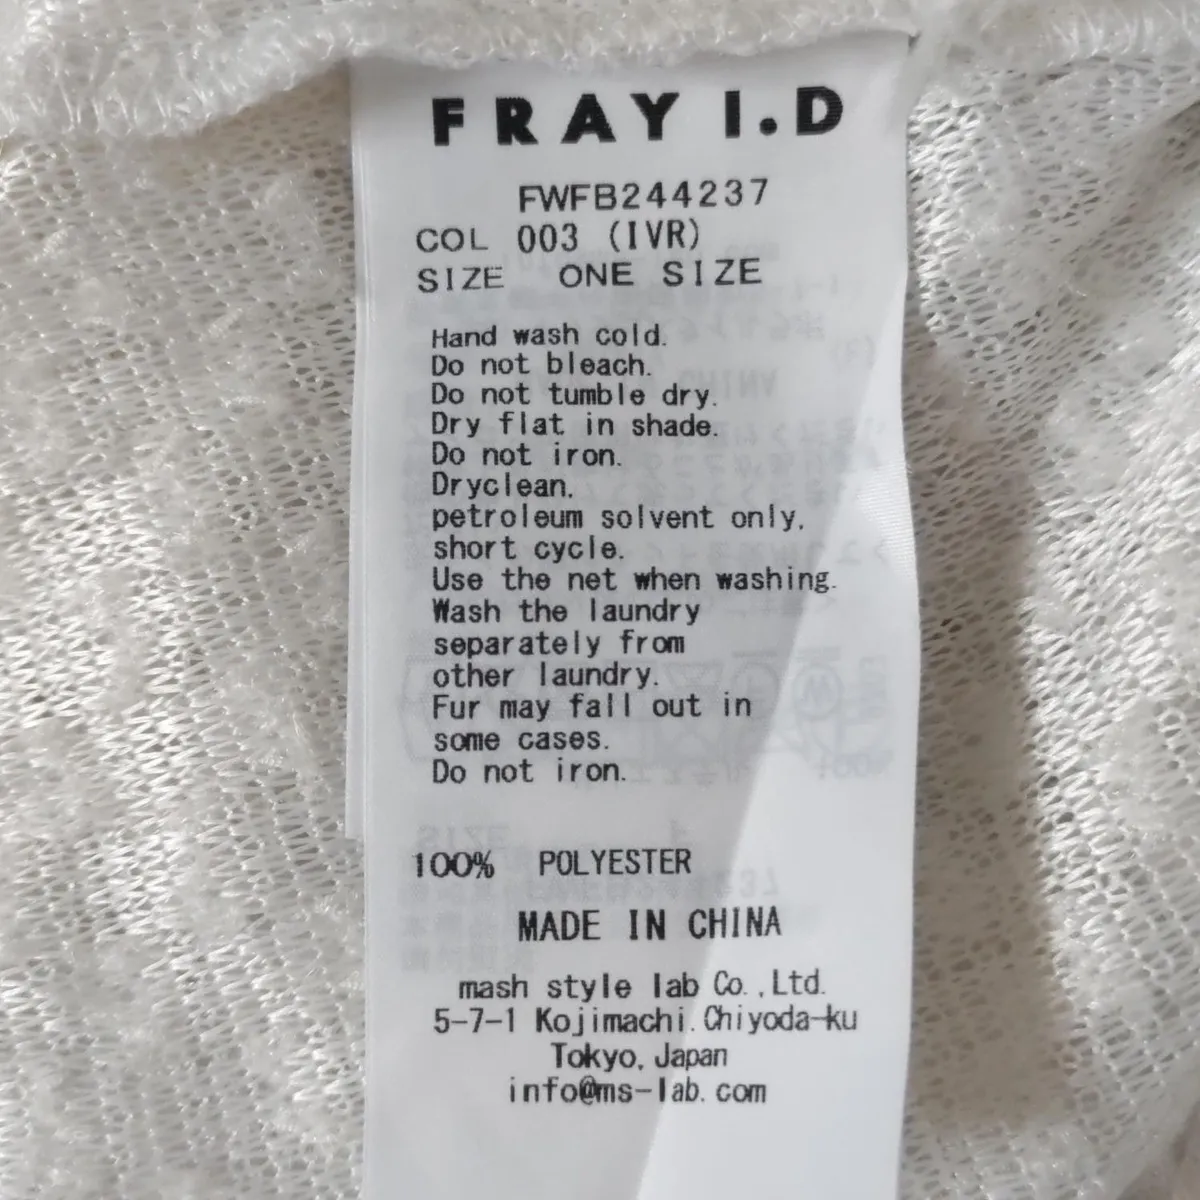 FRAY I.D
FWFB244237
COL 003 (IVR)
SIZE ONE SIZE
Hand wash cold.
Do not bleach.
Do not tumble dry.
Dry flat in shade.
Do not iron.
Dryclean.
petroleum solvent only.
short cycle.
Use the net when washing.
Wash the laundry
separately from
other laundry.
Fur may fall out in
some cases.
Do not iron.
100% POLYESTER
MADE IN CHINA
mash style lab Co.,Ltd.
5-7-1 Kojimachi.Chiyoda-ku
Tokyo, Japan
info@ms-lab.com